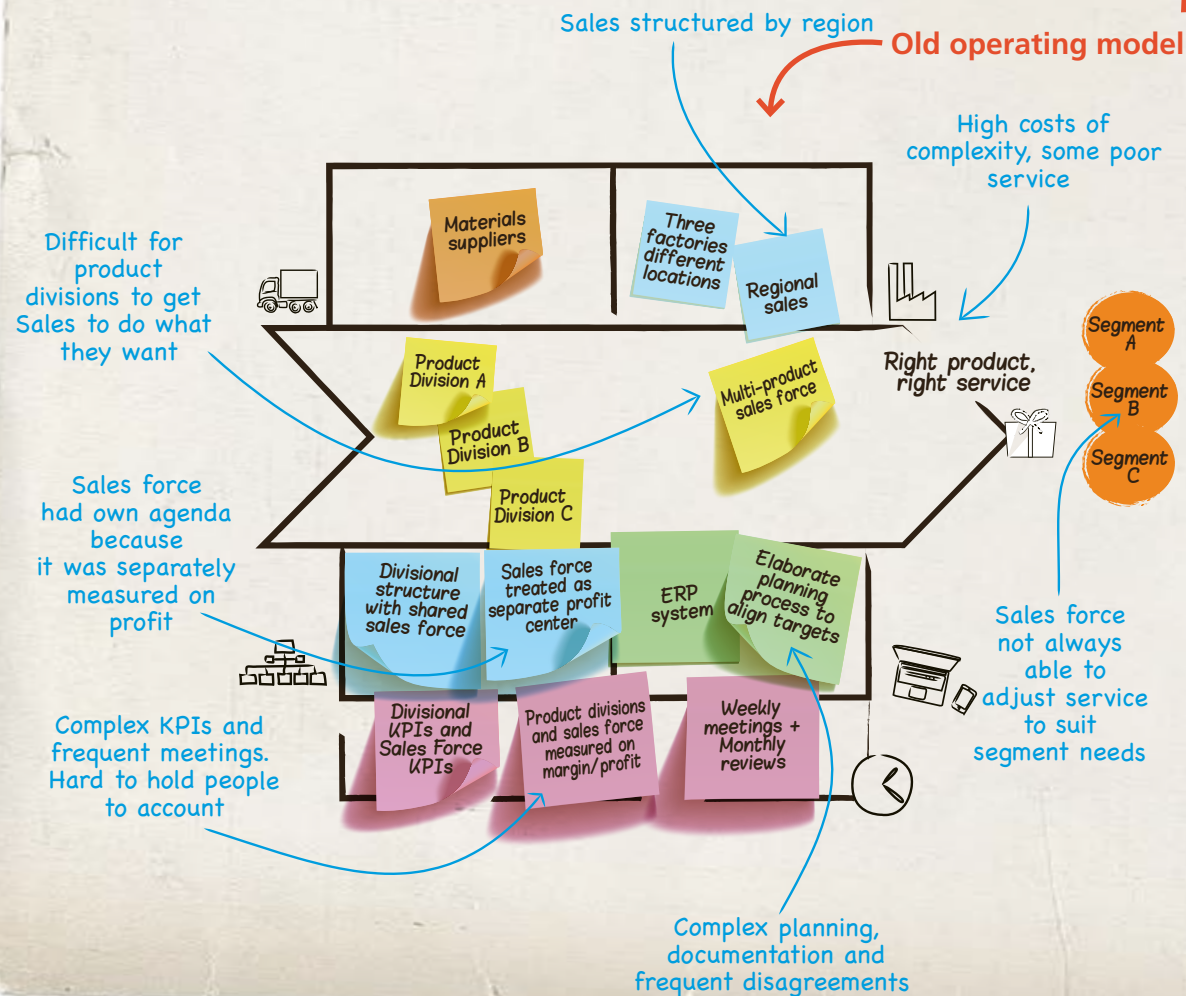 Sales structured by region
Old operating model
High costs of
complexity, some poor
service
Difficult for
product
divisions to get
Sales to do what
they want
Materials
suppliers
Three
factories
different
locations
Regional
sales
Segment
A
Segment
B
Segment
C
Right product,
right service
Product
Division A
Product
Division B
Product
Division C
Multi-product
sales force
Sales force
had own agenda
because
it was separately
measured on
profit
Divisional
structure
with shared
sales force
Sales force
treated as
separate profit
center
ERP
system
Elaborate
planning
process to
align targets
Sales force
not always
able to
adjust service
to suit
segment needs
Complex KPIs and
frequent meetings.
Hard to hold people
to account
Divisional
KPIs and
Sales Force
KPIs
Product divisions
and sales force
measured on
margin/profit
Weekly
meetings +
Monthly
reviews
Complex planning,
documentation and
frequent disagreements